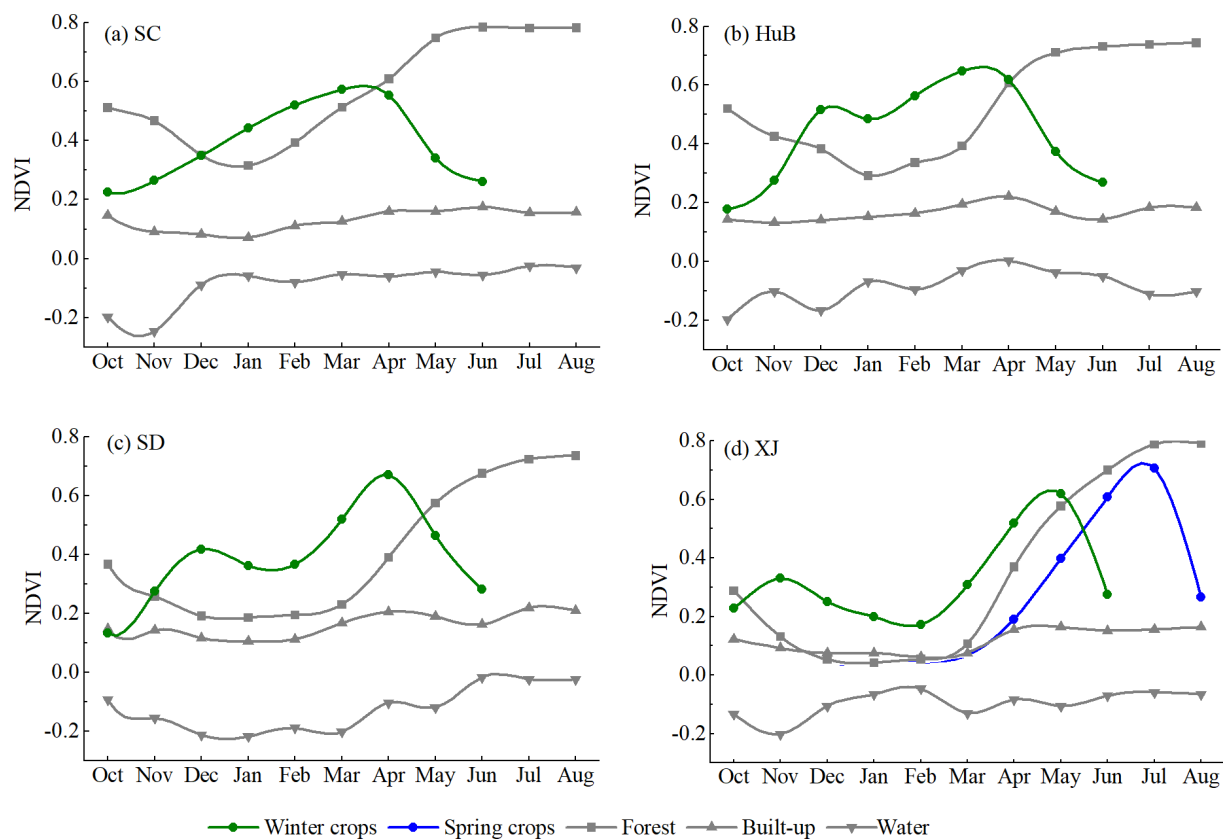 (a) SC
0.8
0.6
0.4
0.2
0.0
-0.2
NDVI
Oct Nov Dec Jan Feb Mar Apr May Jun Jul Aug
(b) HuB
0.8
0.6
0.4
0.2
0.0
-0.2
NDVI
Oct Nov Dec Jan Feb Mar Apr May Jun Jul Aug
(c) SD
0.8
0.6
0.4
0.2
0.0
-0.2
NDVI
Oct Nov Dec Jan Feb Mar Apr May Jun Jul Aug
(d) XJ
0.8
0.6
0.4
0.2
0.0
-0.2
NDVI
Oct Nov Dec Jan Feb Mar Apr May Jun Jul Aug
Winter crops Spring crops Forest Built-up Water